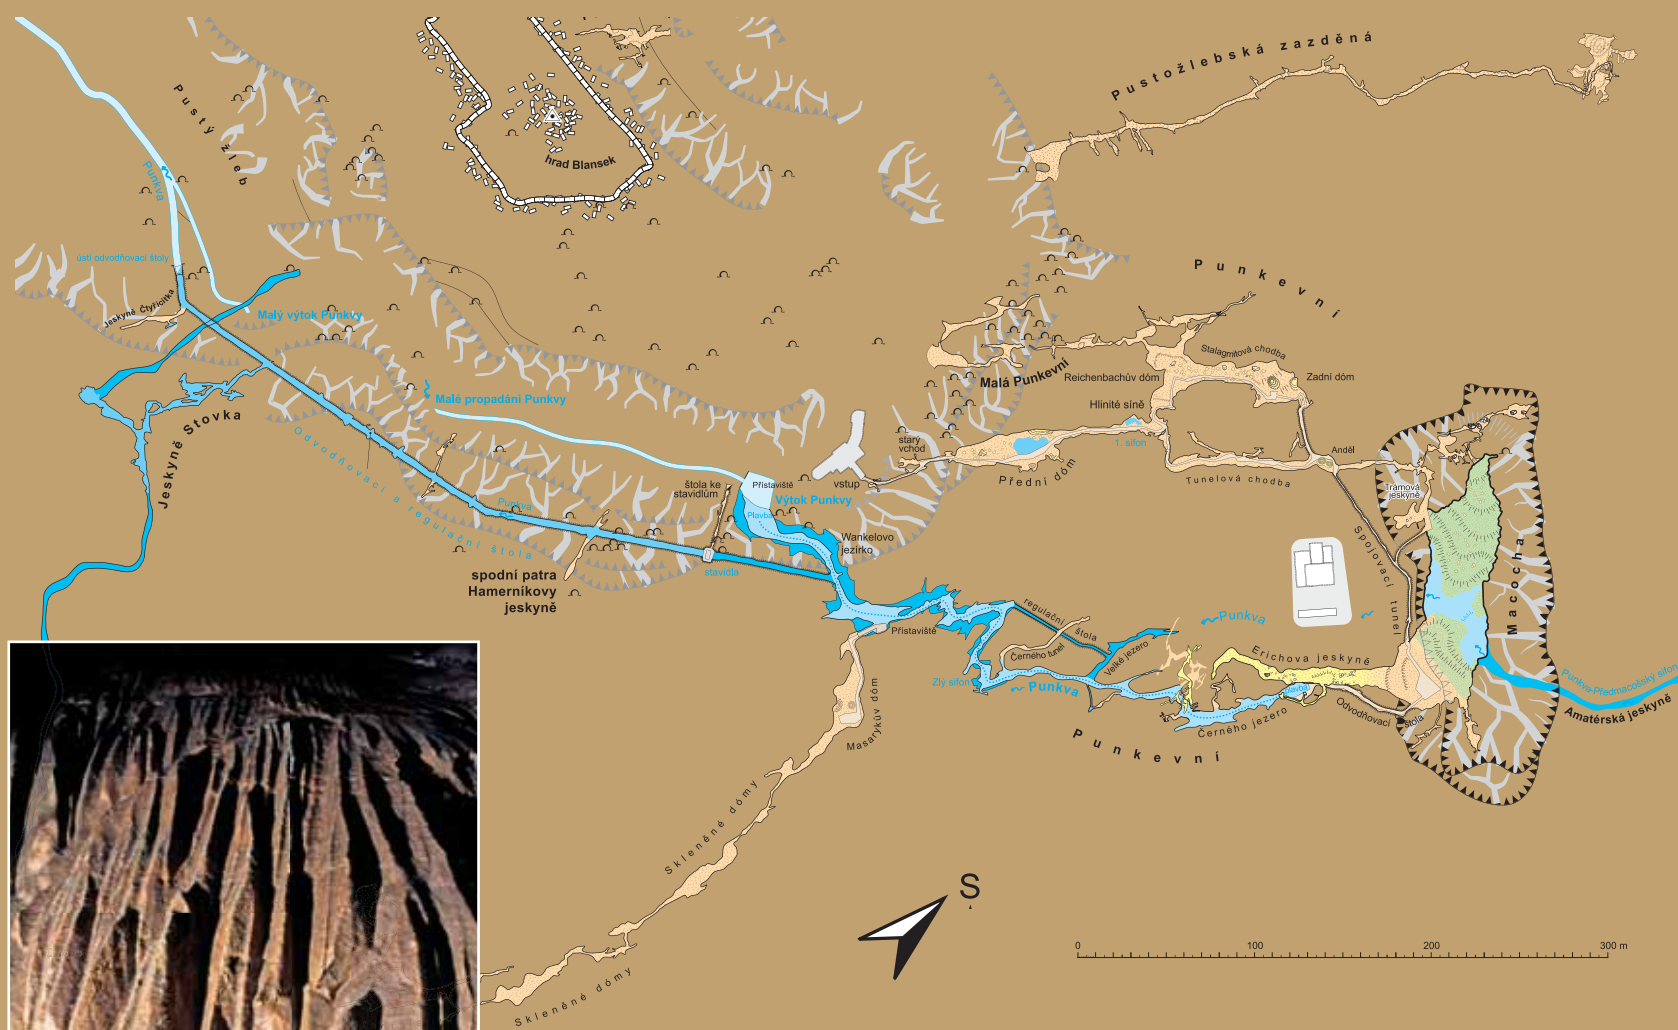 Pustožlebská zazděná
Pustý žleb
hrad Blansek
Punkva
ústí odvodňovací štoly
Jeskyně Čtyřicítka
Malý výtok Punkvy
Punkevní
Malá Punkevní
Stalagmitová chodba
Reichenbachův dóm
Zadní dóm
Malé propadání Punkvy
Hlinité síně
1. sifon
Jeskyně Stovka
Odvodňovací a regulační štola
starý
vchod
Anděl
Přední dóm
Tunelová chodba
vstup
štola ke
stavidlům
Přístaviště
Výtok Punkvy
Plavba
Trámová
jeskyně
Punkva
Wankelovo
jezírko
Spojovací tunel
Macocha
stavidla
spodní patra
Hamerníkovy
jeskyně
regulační štola
Punkva
Přístaviště
Černého tunel
Velké jezero
Erichova jeskyně
Zlý sifon
Punkva
plavba
Punkva-Předmacošský sifon
Amatérská jeskyně
Odvodňovací štola
Černého jezero
Masarykův dóm
Punkevní
Skleněné dómy
S
0 100 200 300 m
Skleněné dómy